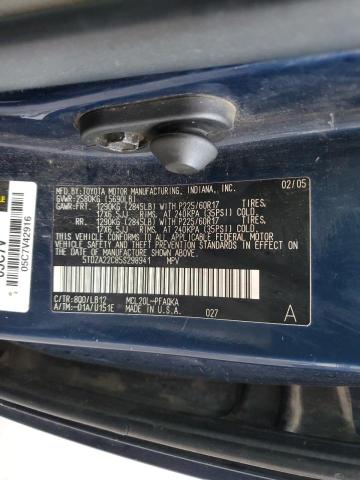 MFD. BY:TOYOTA MOTOR MANUFACTURING, INDIANA, INC.
GVWR:2580KG (5690LB) 02/05
GAWR:FRT. 1290KG (2845LB) WITH P225/60R17 TIRES.
17X6.5JJ RIMS. AT 240KPA (35PSI) COLD.
RR. 1290KG (2845LB) WITH P225/60R17 TIRES.
17X6.5JJ RIMS. AT 240KPA (35PSI) COLD.
THIS VEHICLE CONFORMS TO ALL APPLICABLE FEDERAL MOTOR
VEHICLE SAFETY AND THEFT PREVENTION STANDARDS IN
EFFECT ON THE DATE OF MANUFACTURE SHOWN ABOVE.
5TDZA22C85S298941 MPV
C/TR:8Q0/LB12 MCL20L-PFAQKA
A/TM:-01A/U151E MADE IN U.S.A. 027 A
05C7V42916